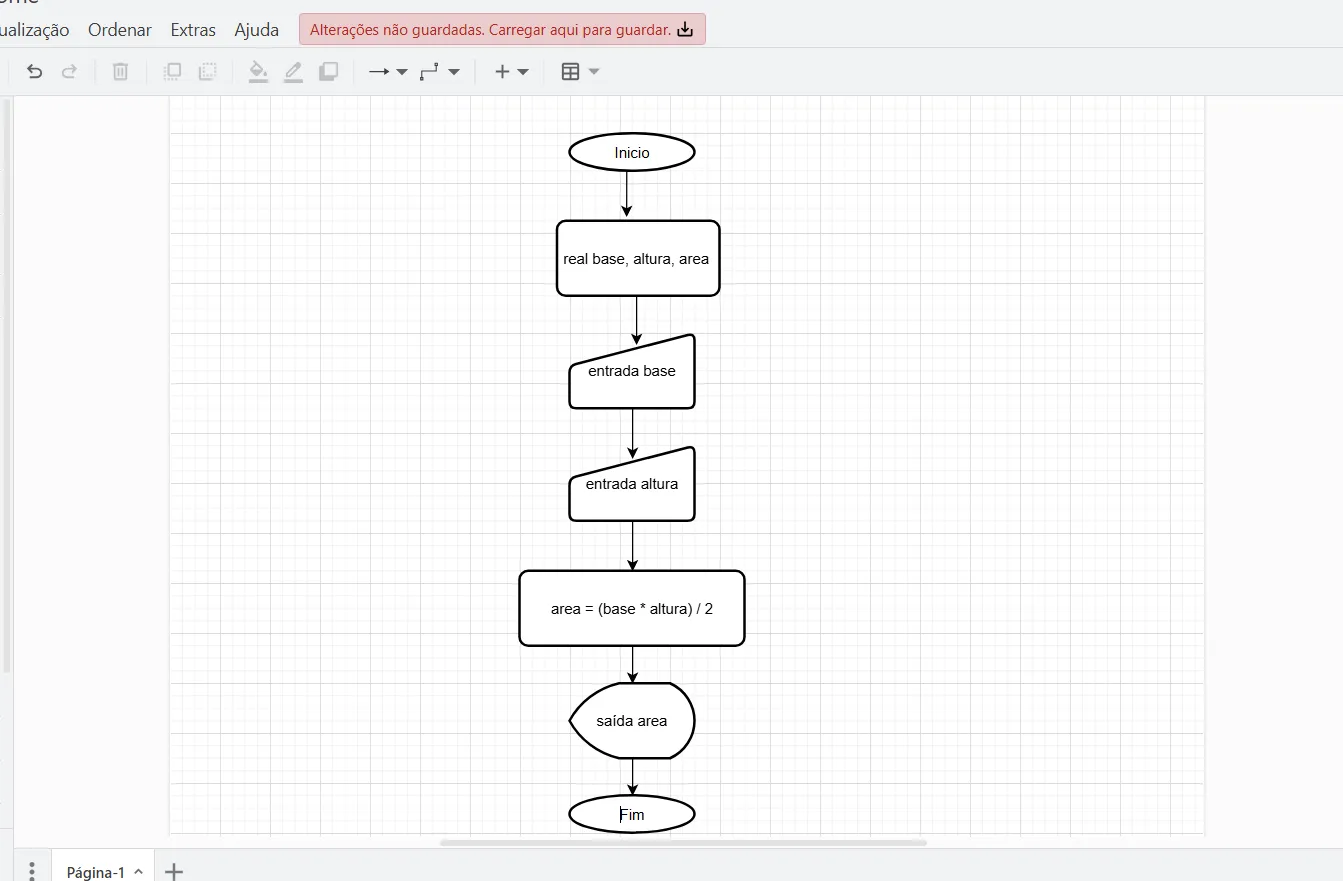 ualização Ordenar Extras Ajuda Alterações não guardadas. Carregar aqui para guardar.
Inicio
real base, altura, area
entrada base
entrada altura
area = (base * altura) / 2
saída area
Fim
Página-1